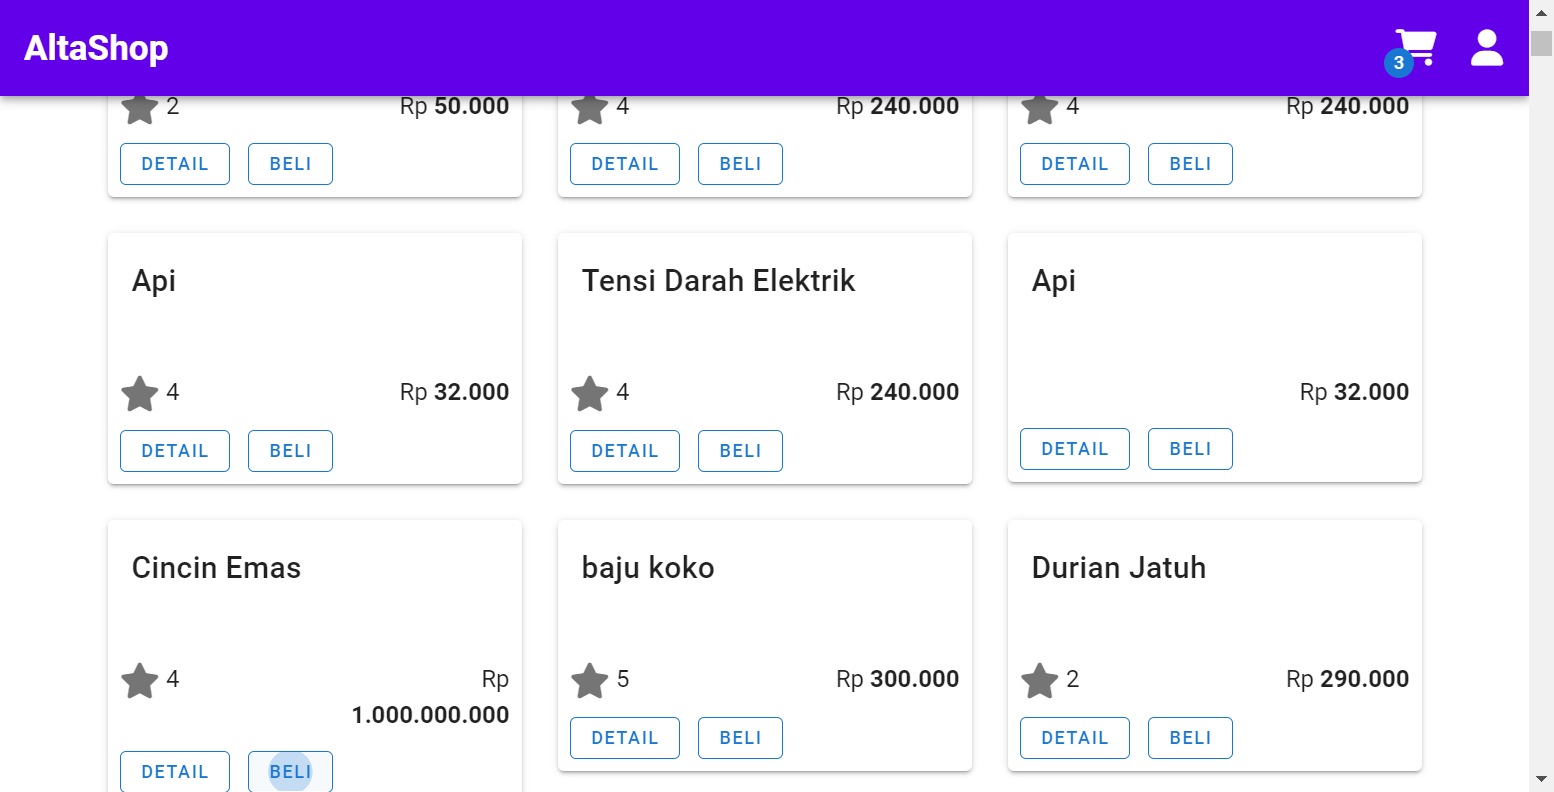 AltaShop
3
2 Rp 50.000
4 Rp 240.000
4 Rp 240.000
DETAIL BELI
DETAIL BELI
DETAIL BELI
Api
Tensi Darah Elektrik
Api
4 Rp 32.000
4 Rp 240.000
Rp 32.000
DETAIL BELI
DETAIL BELI
DETAIL BELI
Cincin Emas
baju koko
Durian Jatuh
4 Rp
1.000.000.000
5 Rp 300.000
2 Rp 290.000
DETAIL BELI
DETAIL BELI
DETAIL BELI